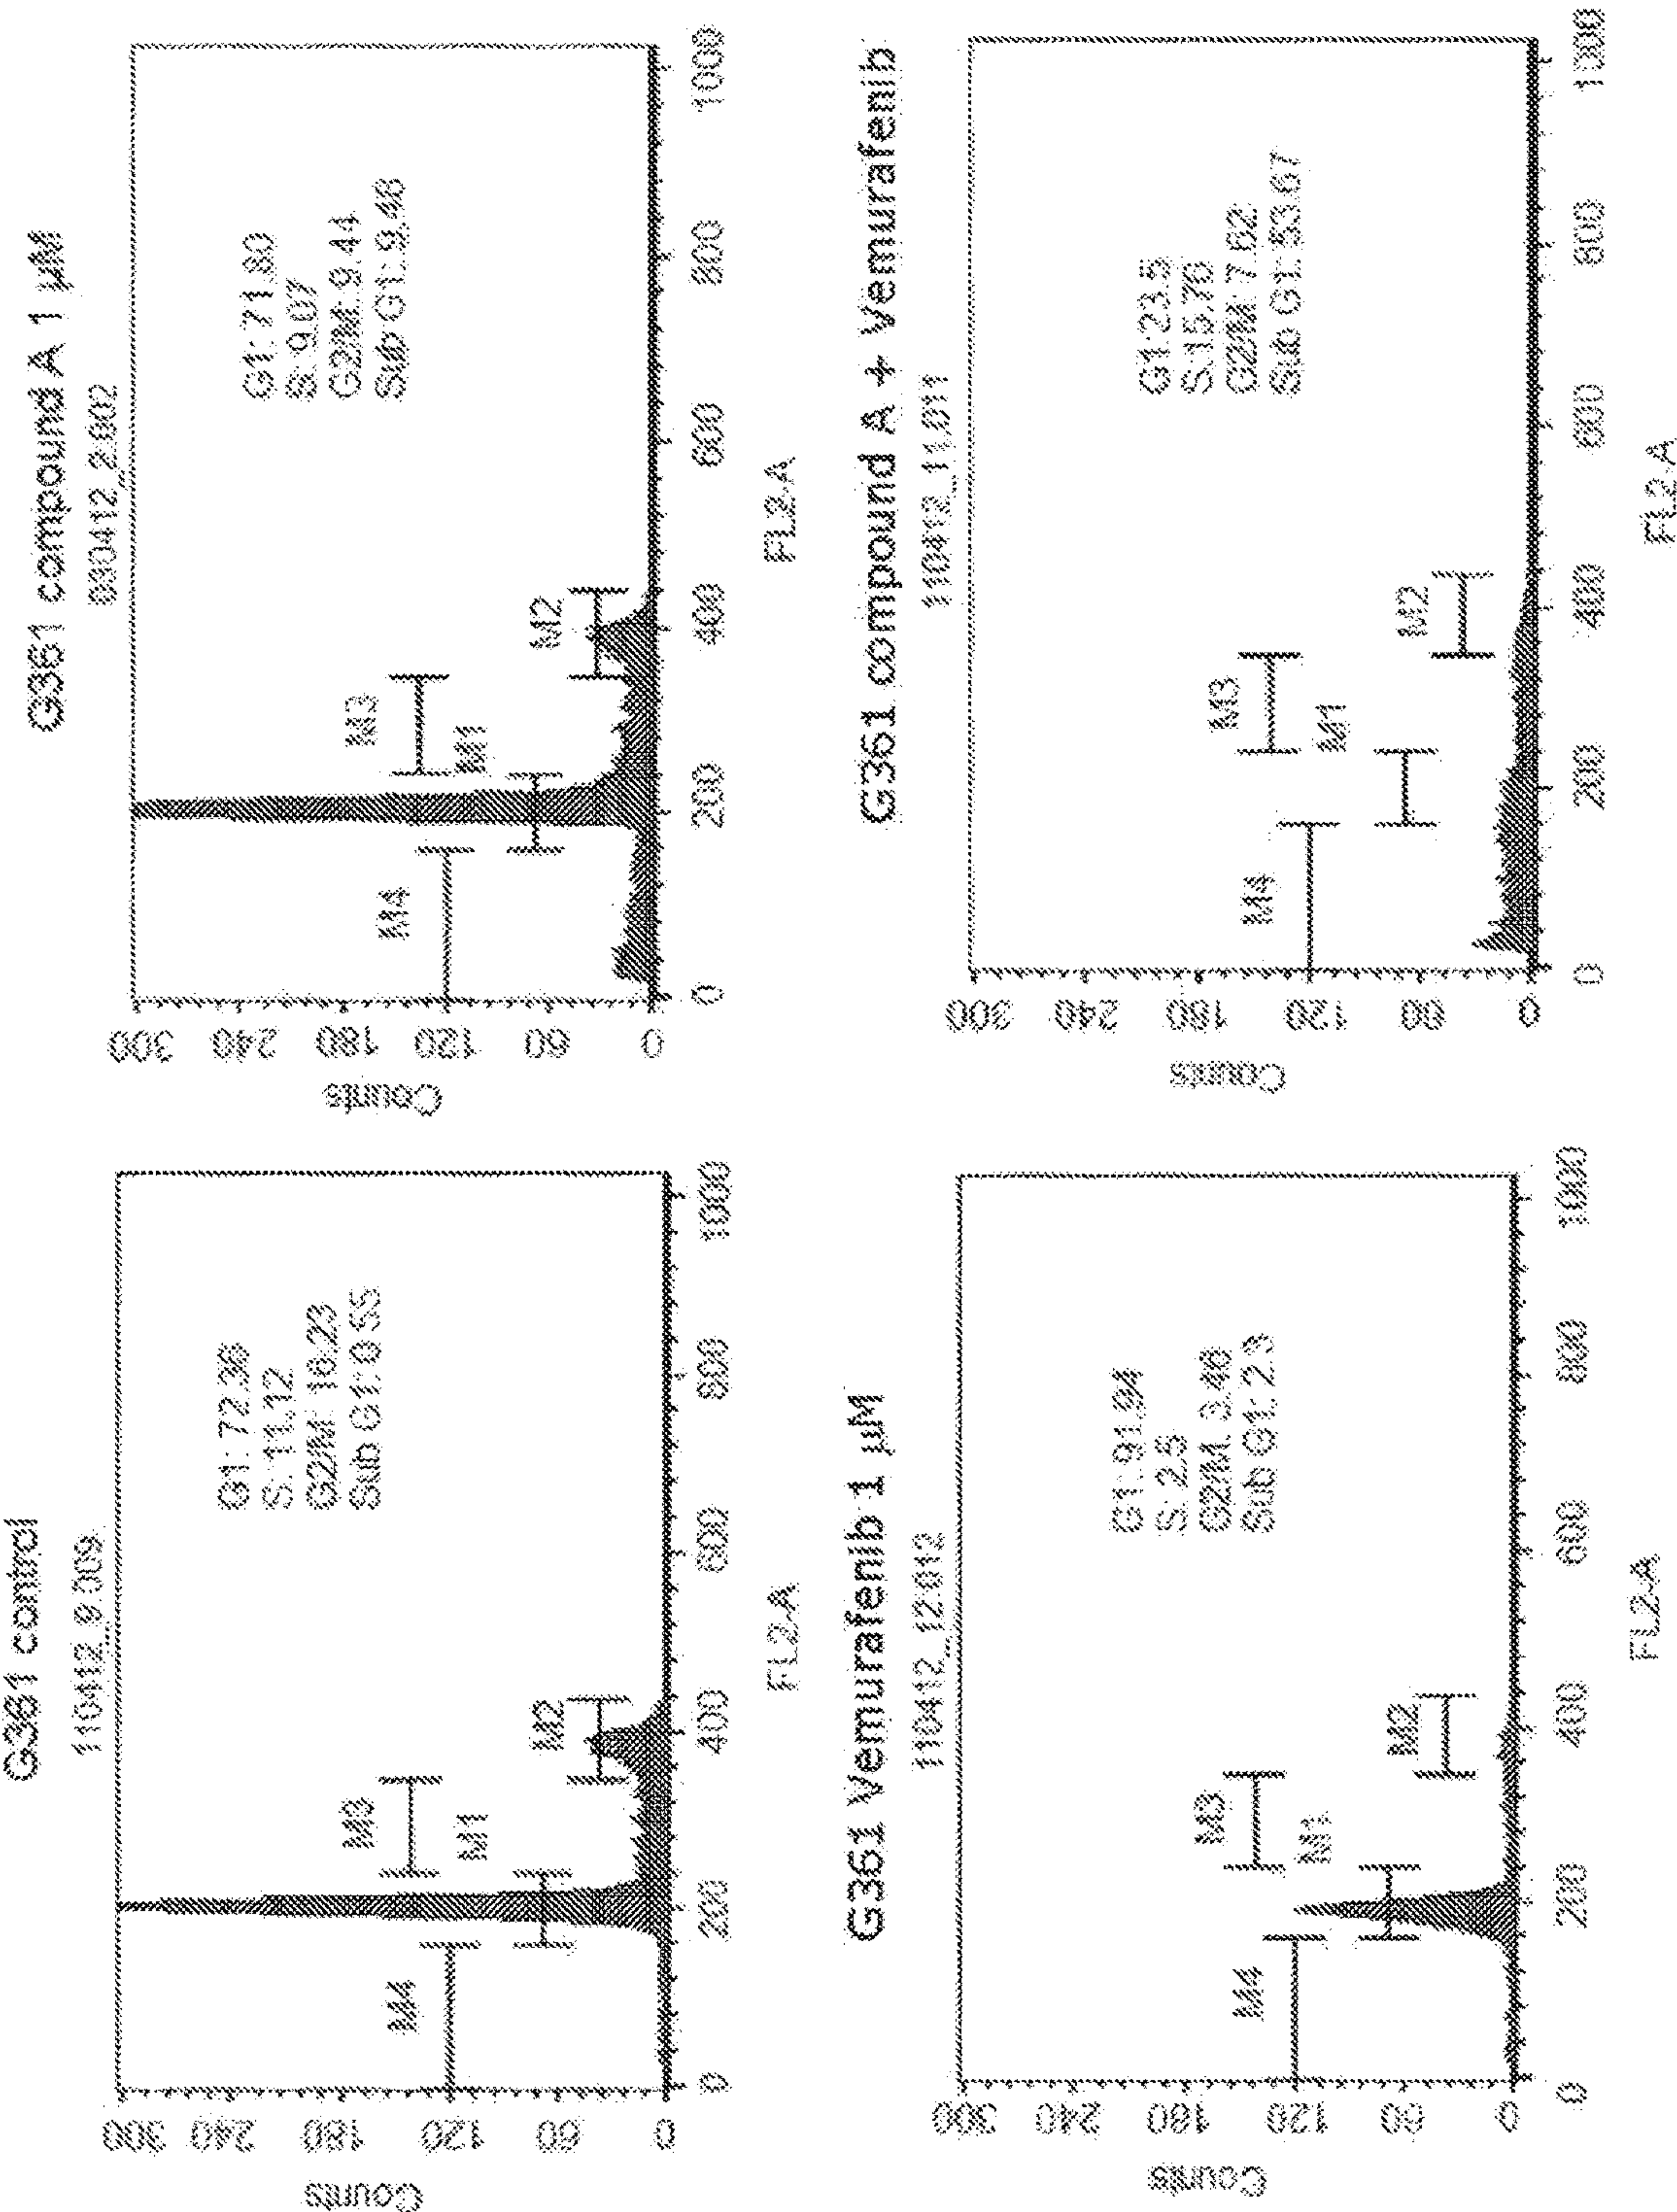 G361 control
110412_9.009
Counts
300
240
180
120
60
0
M4
M3
M1
M2
G1: 72.36
S: 11.12
G2/M: 10.23
Sub G1: 0.55
0
200
400
600
800
1000
FL2-A
G361 compound A 1 µM
Counts
300
240
180
120
60
0
M4
M3
M1
M2
G1: 71.80
S: 9.07
G2/M: 9.44
Sub G1: 9.48
0
200
400
600
800
1000
FL2-A
G361 Vemurafenib 1 µM
110412_12.012
Counts
300
240
180
120
60
0
M4
M3
M1
M2
G1: 91.94
S: 2.5
G2/M: 3.40
Sub G1: 2.3
0
200
400
600
800
1000
FL2-A
G361 compound A + Vemurafenib
110412_11.011
Counts
300
240
180
120
60
0
M4
M3
M1
M2
G1: 23.5
S: 15.76
G2/M: 7.62
Sub G1: 53.67
0
200
400
600
800
1000
FL2-A